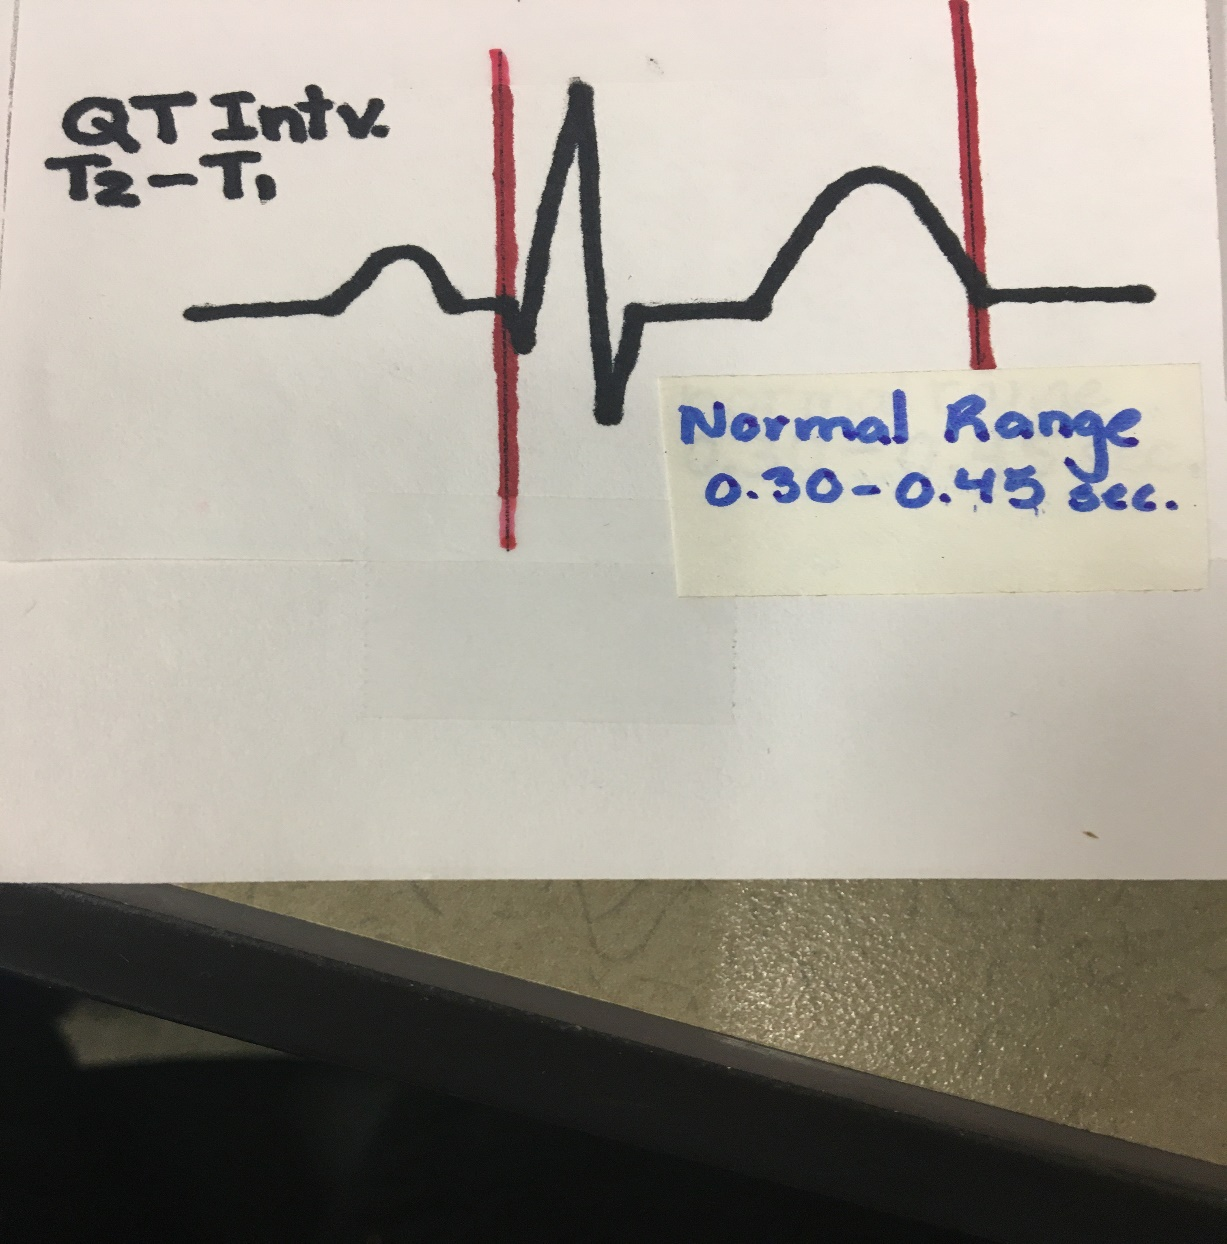 QT Intv.
T₂-T₁
Normal Range
0.30-0.45 sec.